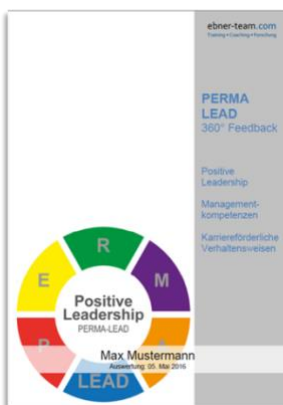 ebner-team.com
Training • Coaching • Forschung
PERMA
LEAD
360° Feedback
Positive
Leadership
Management-
kompetenzen
Karriereförderliche
Verhaltensweisen
R
E
M
Positive
Leadership
PERMA-LEAD
P
A
Max Mustermann
Auswertung: 05. Mai 2016
LEAD